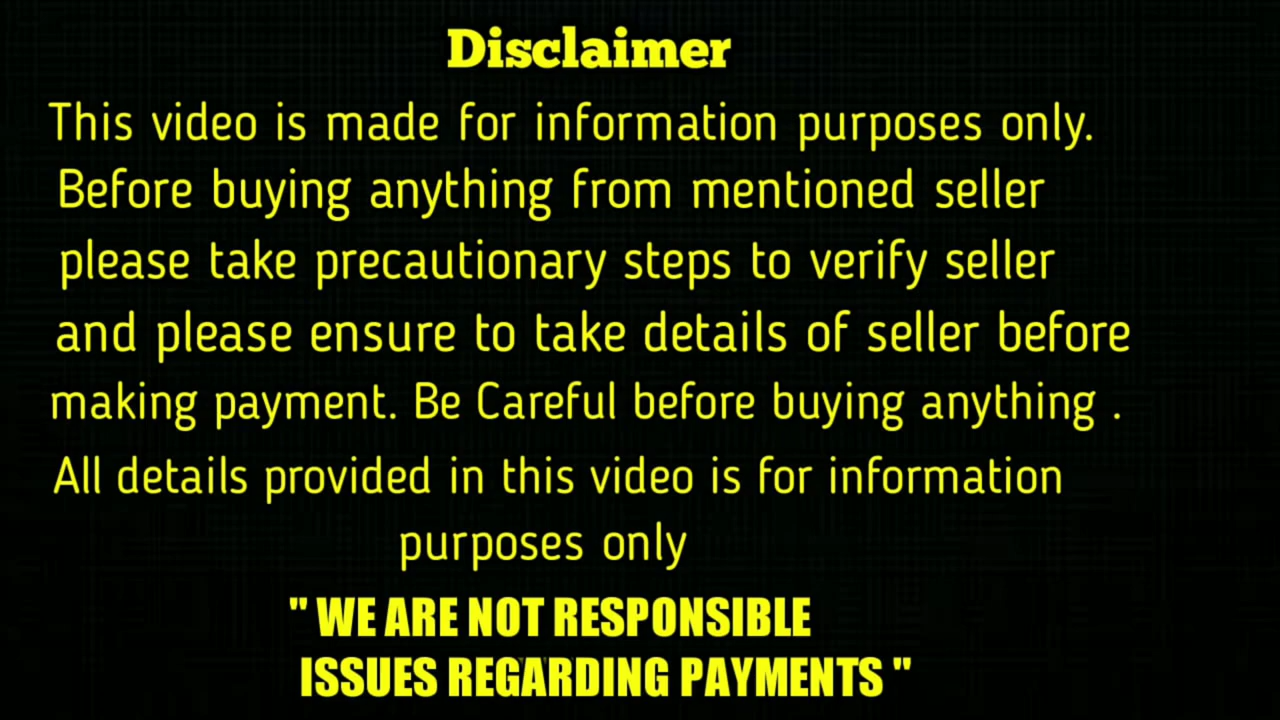 Disclaimer
This video is made for information purposes only.
Before buying anything from mentioned seller
please take precautionary steps to verify seller
and please ensure to take details of seller before
making payment. Be Careful before buying anything .
All details provided in this video is for information
purposes only
" WE ARE NOT RESPONSIBLE
ISSUES REGARDING PAYMENTS "